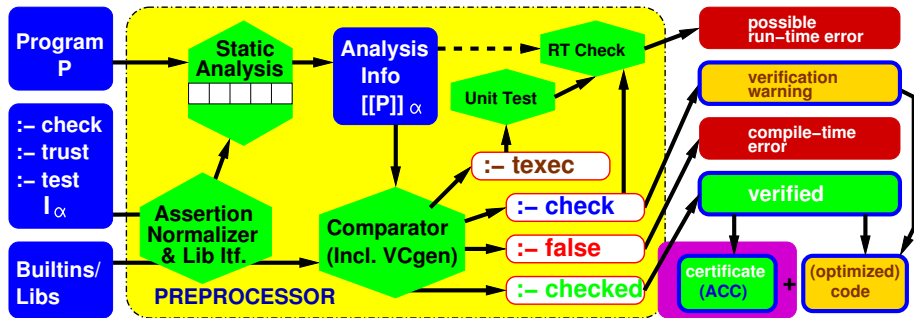 Program
P
:– check
:– trust
:– test
I α
Builtins/
Libs
Static
Analysis
Assertion
Normalizer
& Lib Itf.
PREPROCESSOR
Analysis
Info
[[P]] α
Comparator
(Incl. VCgen)
RT Check
Unit Test
:– texec
:– check
:– false
:– checked
possible
run–time error
verification
warning
compile–time
error
verified
certificate
(ACC)
+
(optimized)
code